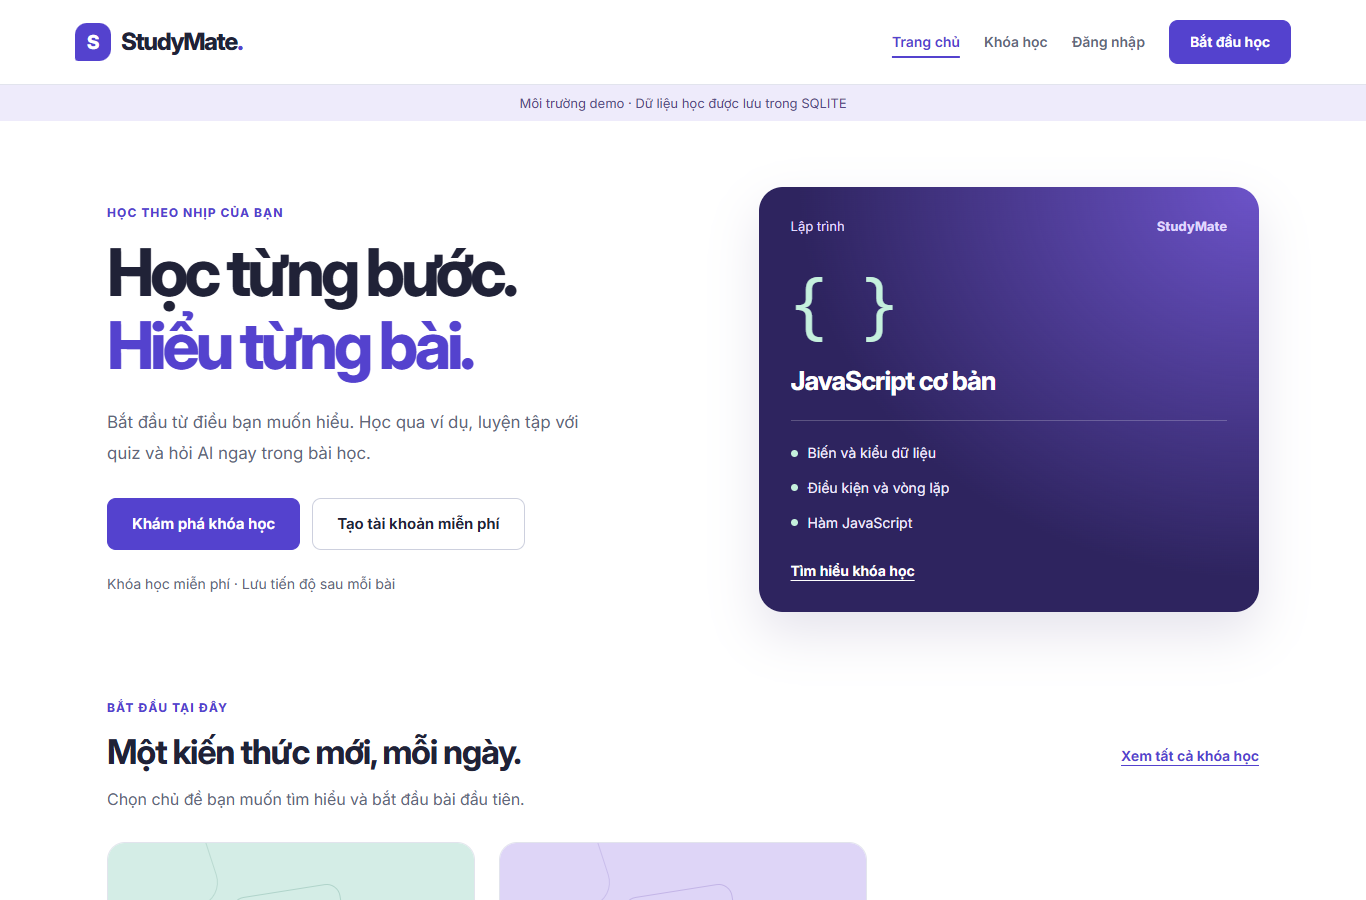 S StudyMate.
Trang chủ Khóa học Đăng nhập Bắt đầu học
Môi trường demo · Dữ liệu học được lưu trong SQLITE
HỌC THEO NHỊP CỦA BẠN
Học từng bước.
Hiểu từng bài.
Bắt đầu từ điều bạn muốn hiểu. Học qua ví dụ, luyện tập với
quiz và hỏi AI ngay trong bài học.
Khám phá khóa học Tạo tài khoản miễn phí
Khóa học miễn phí · Lưu tiến độ sau mỗi bài
Lập trình StudyMate
{ }
JavaScript cơ bản
Biến và kiểu dữ liệu
Điều kiện và vòng lặp
Hàm JavaScript
Tìm hiểu khóa học
BẮT ĐẦU TẠI ĐÂY
Một kiến thức mới, mỗi ngày.
Xem tất cả khóa học
Chọn chủ đề bạn muốn tìm hiểu và bắt đầu bài đầu tiên.